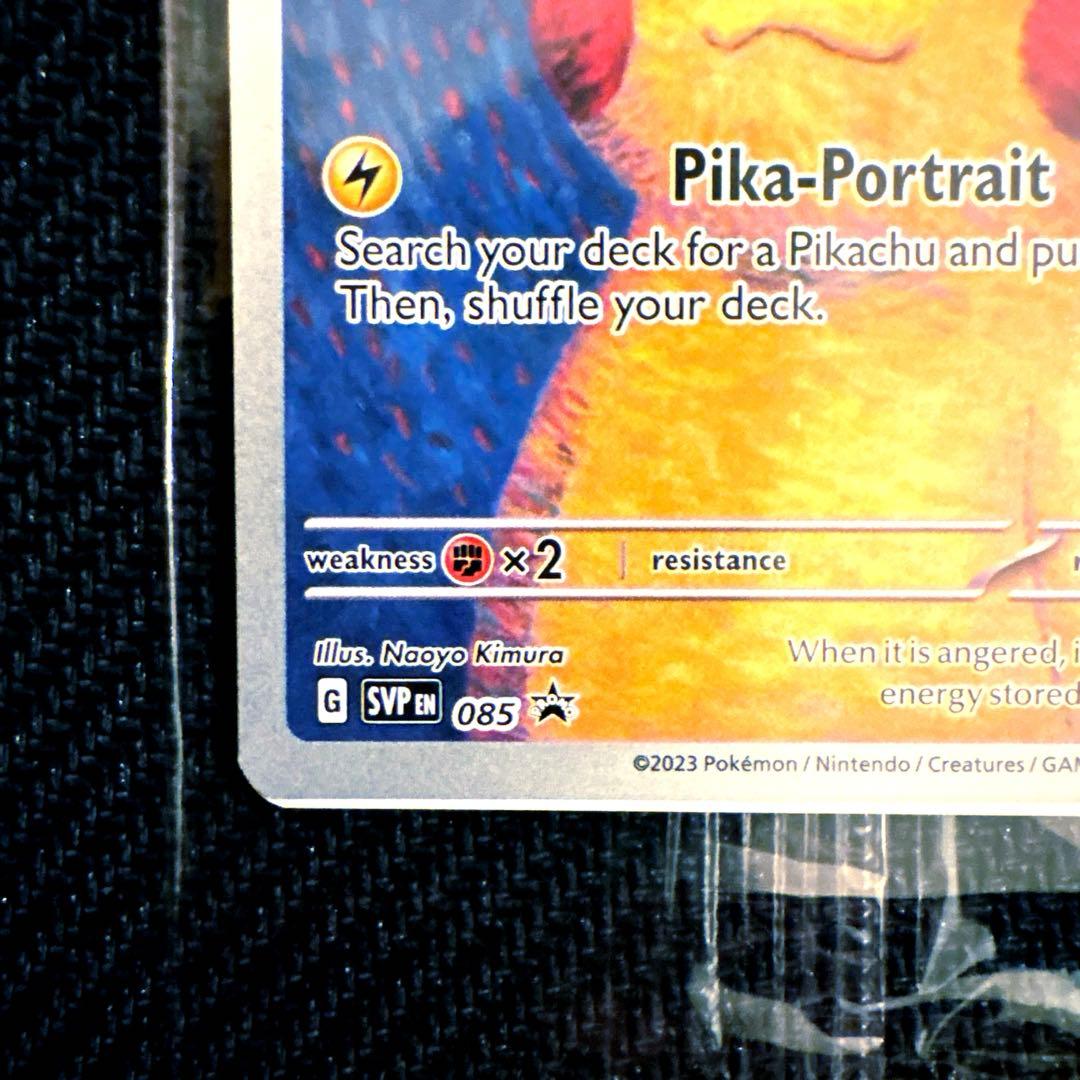 Pika-Portrait
Search your deck for a Pikachu and pu
Then, shuffle your deck.
weakness ×2 resistance
Illus. Naoyo Kimura
When it is angered, i
energy stored
G SVP EN 085
©2023 Pokémon / Nintendo / Creatures / GAM